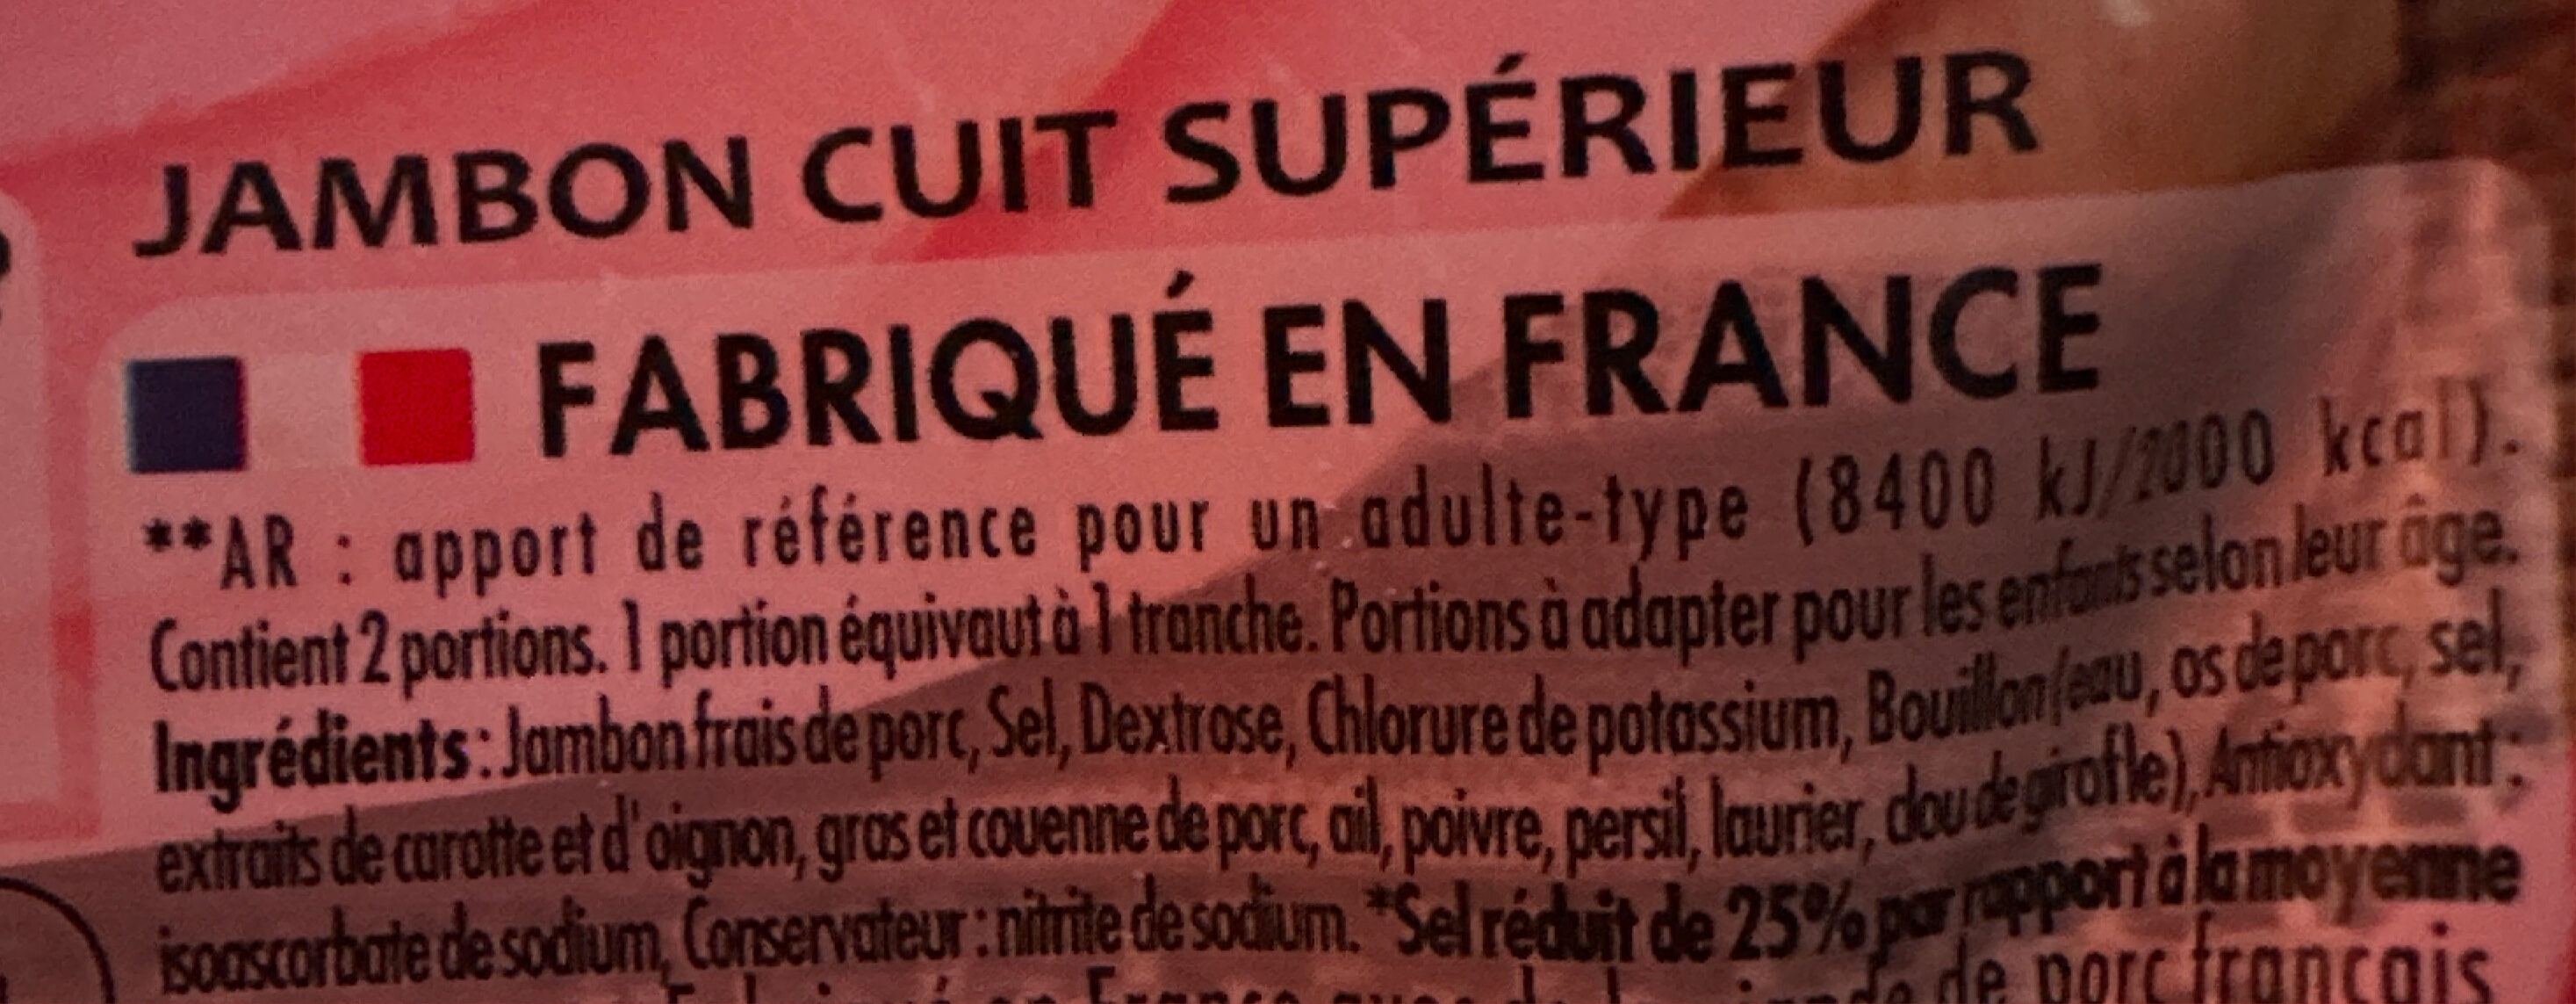 JAMBON CUIT SUPÉRIEUR
FABRIQUÉ EN FRANCE
**AR : apport de référence pour un adulte-type (8400 kJ/2000 kcal).
Contient 2 portions. 1 portion équivaut à 1 tranche. Portions à adapter pour les enfants selon leur âge.
Ingrédients : Jambon frais de porc, Sel, Dextrose, Chlorure de potassium, Bouillon (eau, os de porc, sel,
extraits de carotte et d'oignon, gras et couenne de porc, ail, poivre, persil, laurier, clou de girofle), Antioxydant :
isoascorbate de sodium, Conservateur : nitrite de sodium. *Sel réduit de 25% par rapport à la moyenne
de porc français